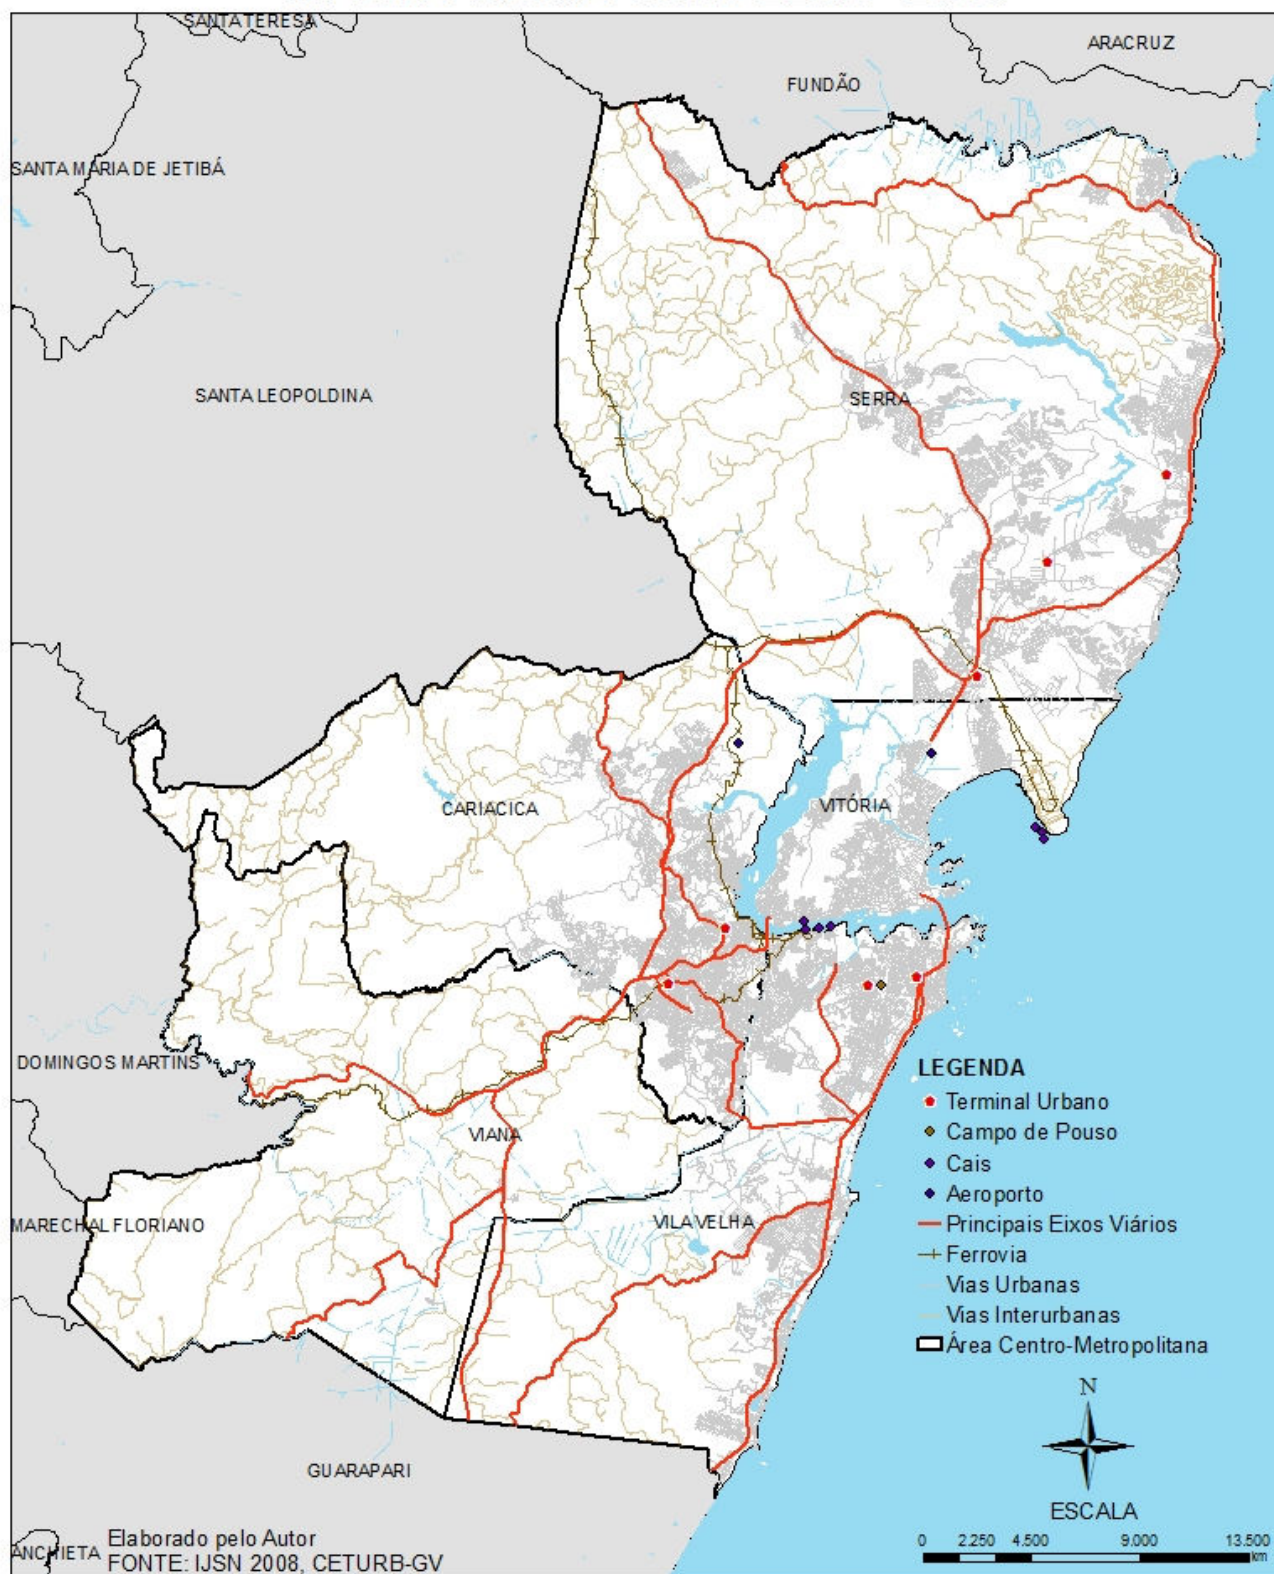 SANTA TERESA
ARACRUZ
FUNDÃO
SANTA MARIA DE JETIBÁ
SANTA LEOPOLDINA
SERRA
CARIACICA
VITÓRIA
DOMINGOS MARTINS
VIANA
MARECHAL FLORIANO
VILA VELHA
GUARAPARI
ANCHIETA
LEGENDA
Terminal Urbano
Campo de Pouso
Cais
Aeroporto
Principais Eixos Viários
Ferrovia
Vias Urbanas
Vias Interurbanas
Área Centro-Metropolitana
N
ESCALA
0 2.250 4.500 9.000 13.500
km
Elaborado pelo Autor
FONTE: IJSN 2008, CETURB-GV